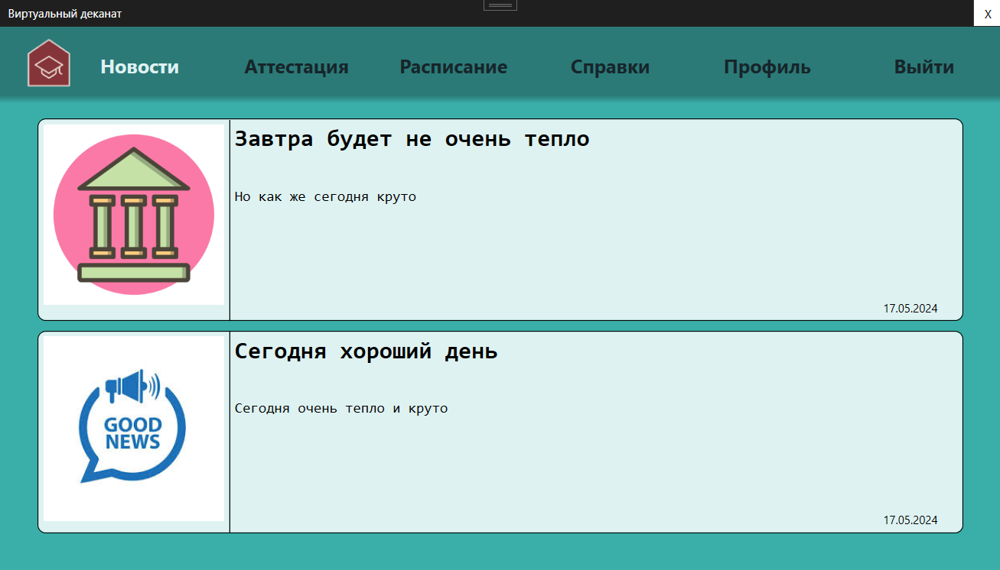 Виртуальный деканат
X
Новости Аттестация Расписание Справки Профиль Выйти
Завтра будет не очень тепло
Но как же сегодня круто
17.05.2024
Сегодня хороший день
GOOD
NEWS
Сегодня очень тепло и круто
17.05.2024